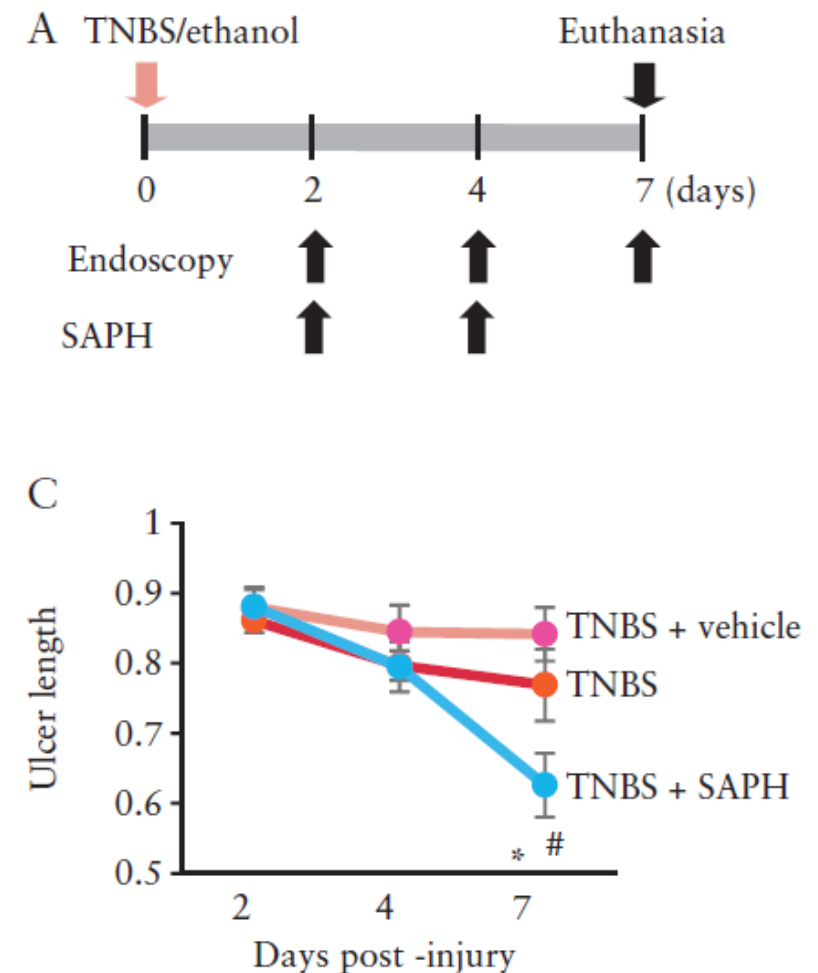 A TNBS/ethanol Euthanasia
0 2 4 7 (days)
Endoscopy
SAPH
C
1
0.9
0.8
0.7
0.6
0.5
Ulcer length
TNBS + vehicle
TNBS
TNBS + SAPH
* #
2 4 7
Days post -injury